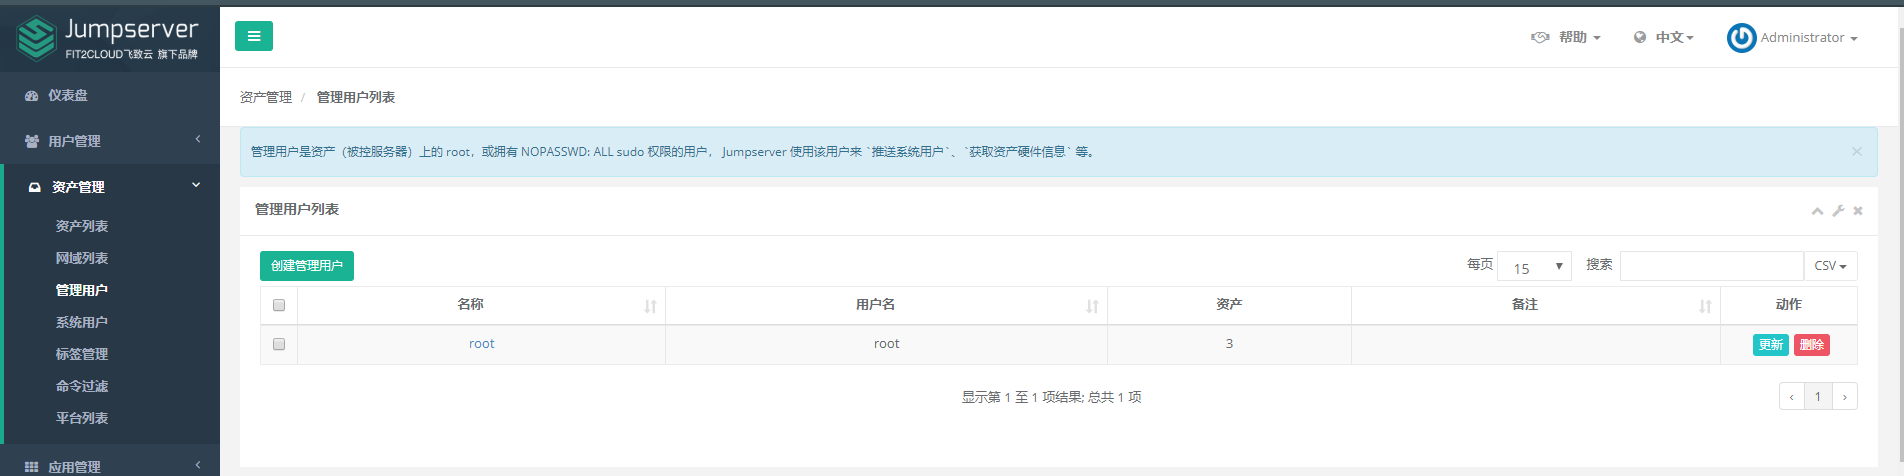 Jumpserver
FIT2CLOUD飞致云 旗下品牌
帮助
中文
Administrator
仪表盘
用户管理
资产管理
资产列表
网域列表
管理用户
系统用户
标签管理
命令过滤
平台列表
应用管理
资产管理 / 管理用户列表
管理用户是资产（被控服务器）上的 root，或拥有 NOPASSWD: ALL sudo 权限的用户， Jumpserver 使用该用户来 `推送系统用户`、`获取资产硬件信息` 等。
×
管理用户列表
创建管理用户
每页 15 搜索 CSV
名称 用户名 资产 备注 动作
root root 3 更新 删除
显示第 1 至 1 项结果; 总共 1 项
‹ 1 ›